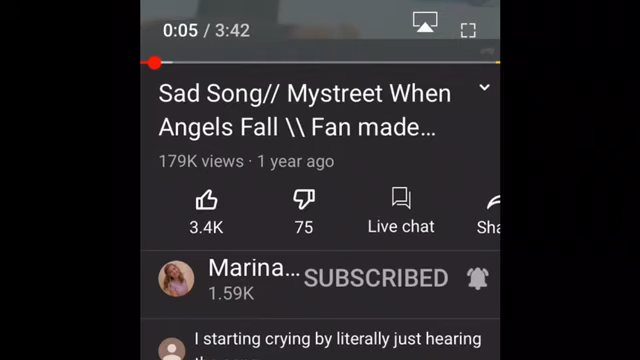 0:05 / 3:42
Sad Song// Mystreet When
Angels Fall \\ Fan made…
179K views · 1 year ago
3.4K
75
Live chat
Sha
Marina…
SUBSCRIBED
1.59K
I starting crying by literally just hearing